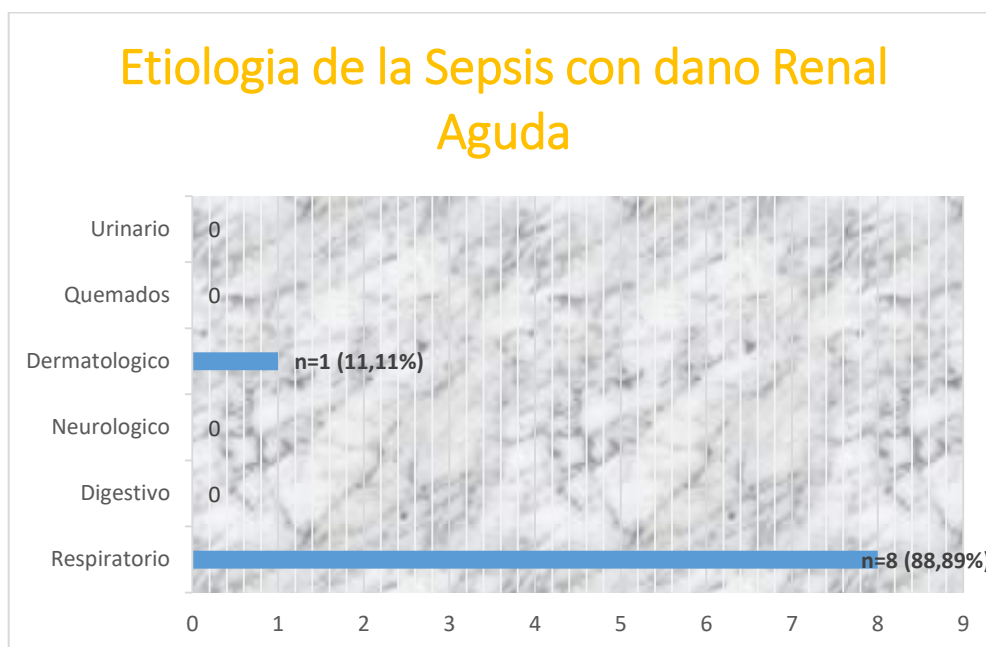 Etiologia de la Sepsis con dano Renal
Aguda
Urinario 0
Quemados 0
Dermatologico n=1 (11,11%)
Neurologico 0
Digestivo 0
Respiratorio n=8 (88,89%)
0 1 2 3 4 5 6 7 8 9